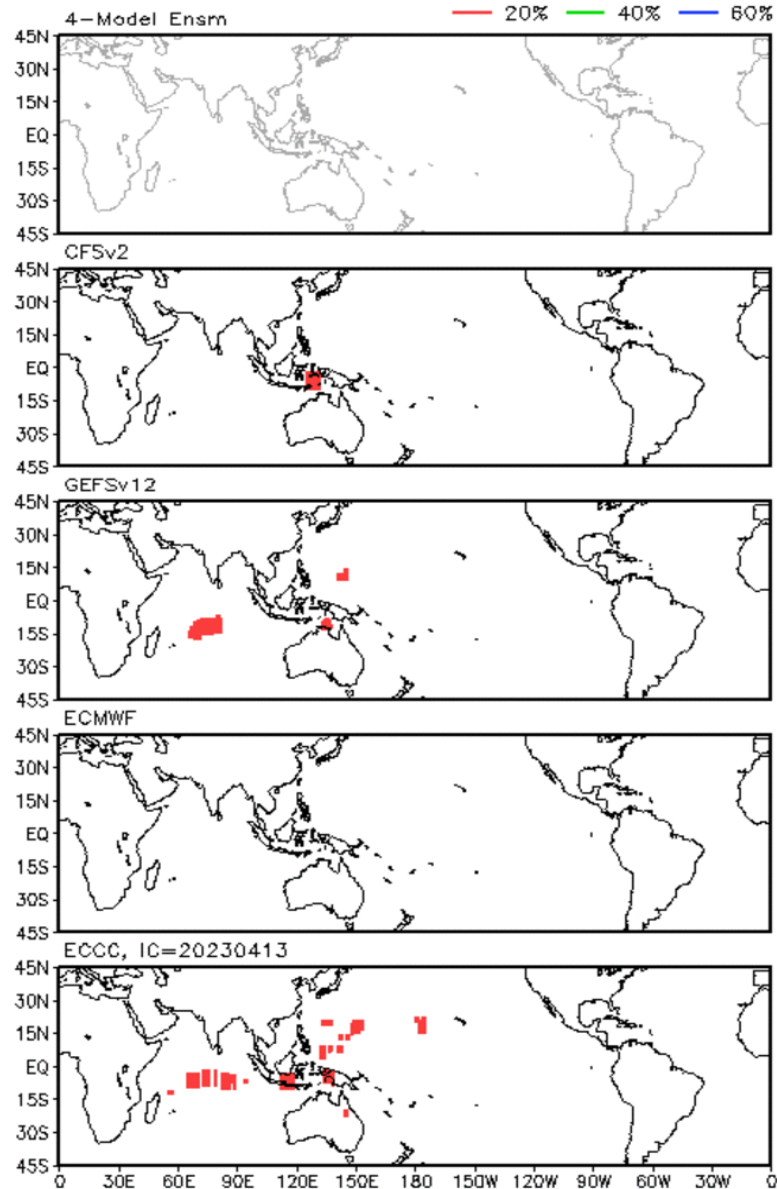 4-Model Ensm 20% 40% 60%
45N
30N
15N
EQ
15S
30S
45S
CFSv2
45N
30N
15N
EQ
15S
30S
45S
GEFSv12
45N
30N
15N
EQ
15S
30S
45S
ECMWF
45N
30N
15N
EQ
15S
30S
45S
ECCC, IC=20230413
45N
30N
15N
EQ
15S
30S
45S
0 30E 60E 90E 120E 150E 180 150W 120W 90W 60W 30W 0